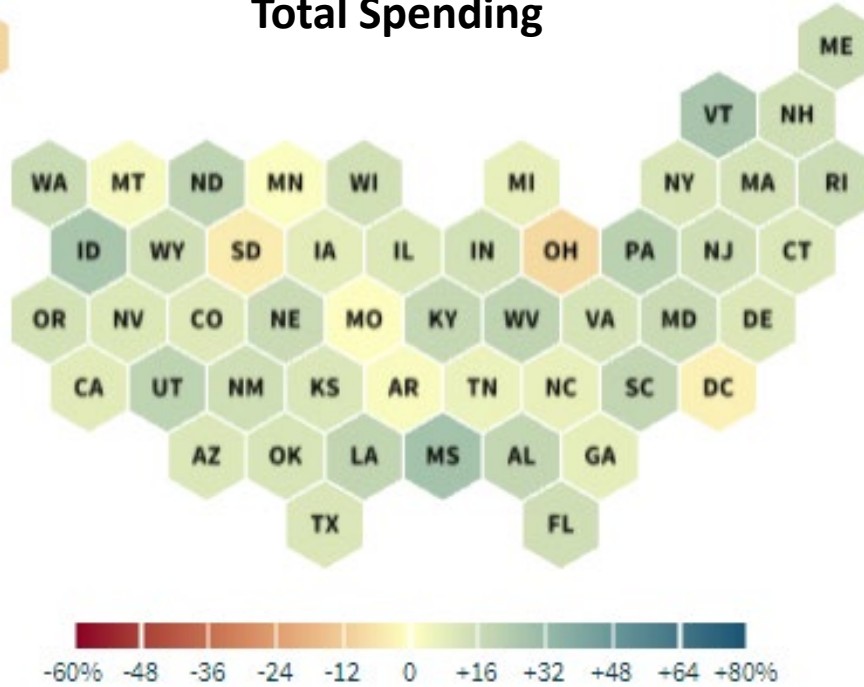 Total Spending
ME
VT NH
WA MT ND MN WI MI NY MA RI
ID WY SD IA IL IN OH PA NJ CT
OR NV CO NE MO KY WV VA MD DE
CA UT NM KS AR TN NC SC DC
AZ OK LA MS AL GA
TX FL
-60% -48 -36 -24 -12 0 +16 +32 +48 +64 +80%